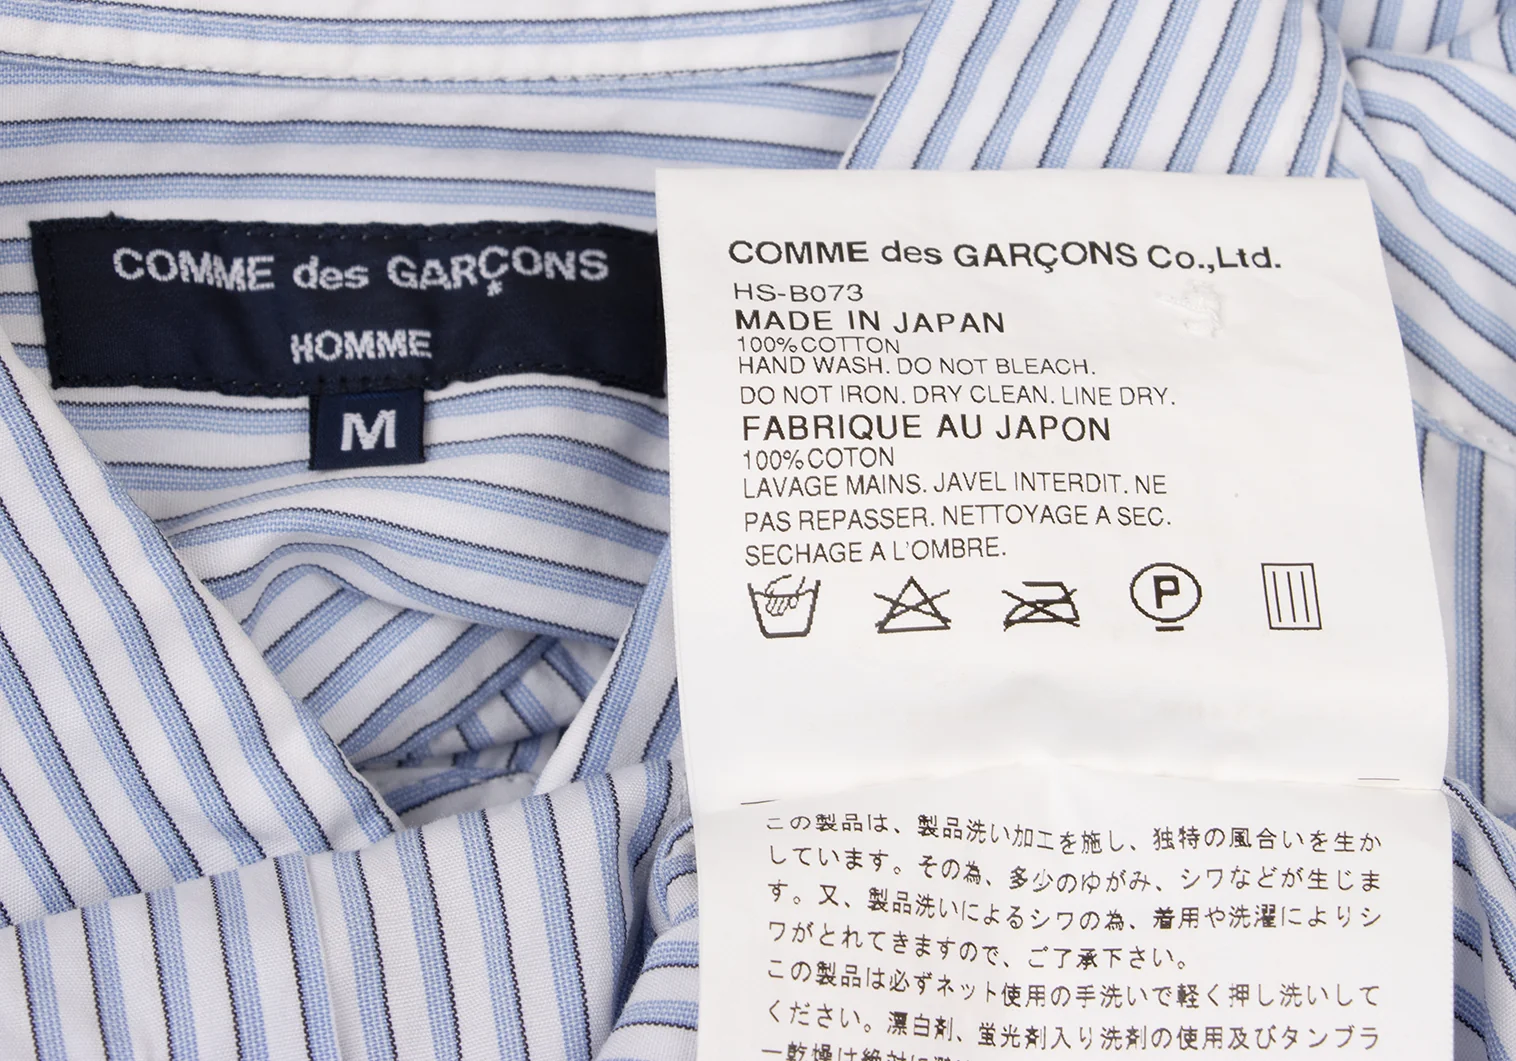 COMME des GARÇONS
HOMME
M
COMME des GARÇONS Co.,Ltd.
HS-B073
MADE IN JAPAN
100%COTTON
HAND WASH. DO NOT BLEACH.
DO NOT IRON. DRY CLEAN. LINE DRY.
FABRIQUE AU JAPON
100%COTON
LAVAGE MAINS. JAVEL INTERDIT. NE
PAS REPASSER. NETTOYAGE A SEC.
SECHAGE A L'OMBRE.
P
この製品は、製品洗い加工を施し、独特の風合いを生か
しています。その為、多少のゆがみ、シワなどが生じま
す。又、製品洗いによるシワの為、着用や洗濯によりシ
ワがとれてきますので、ご了承下さい。
この製品は必ずネット使用の手洗いで軽く押し洗いして
ください。漂白剤、蛍光剤入り洗剤の使用及びタンブラ
ー乾燥は絶対に